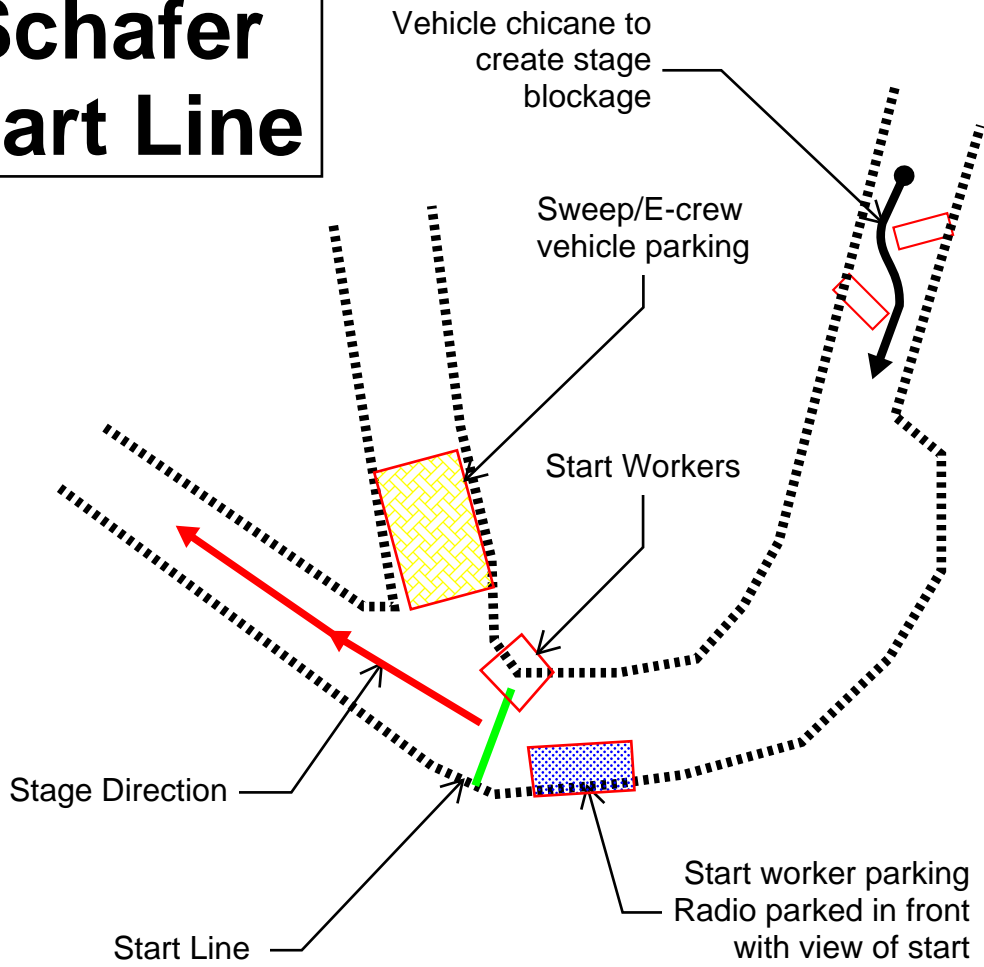 Schafer
art Line
Vehicle chicane to
create stage
blockage
Sweep/E-crew
vehicle parking
Start Workers
Stage Direction
Start Line
Start worker parking
Radio parked in front
with view of start